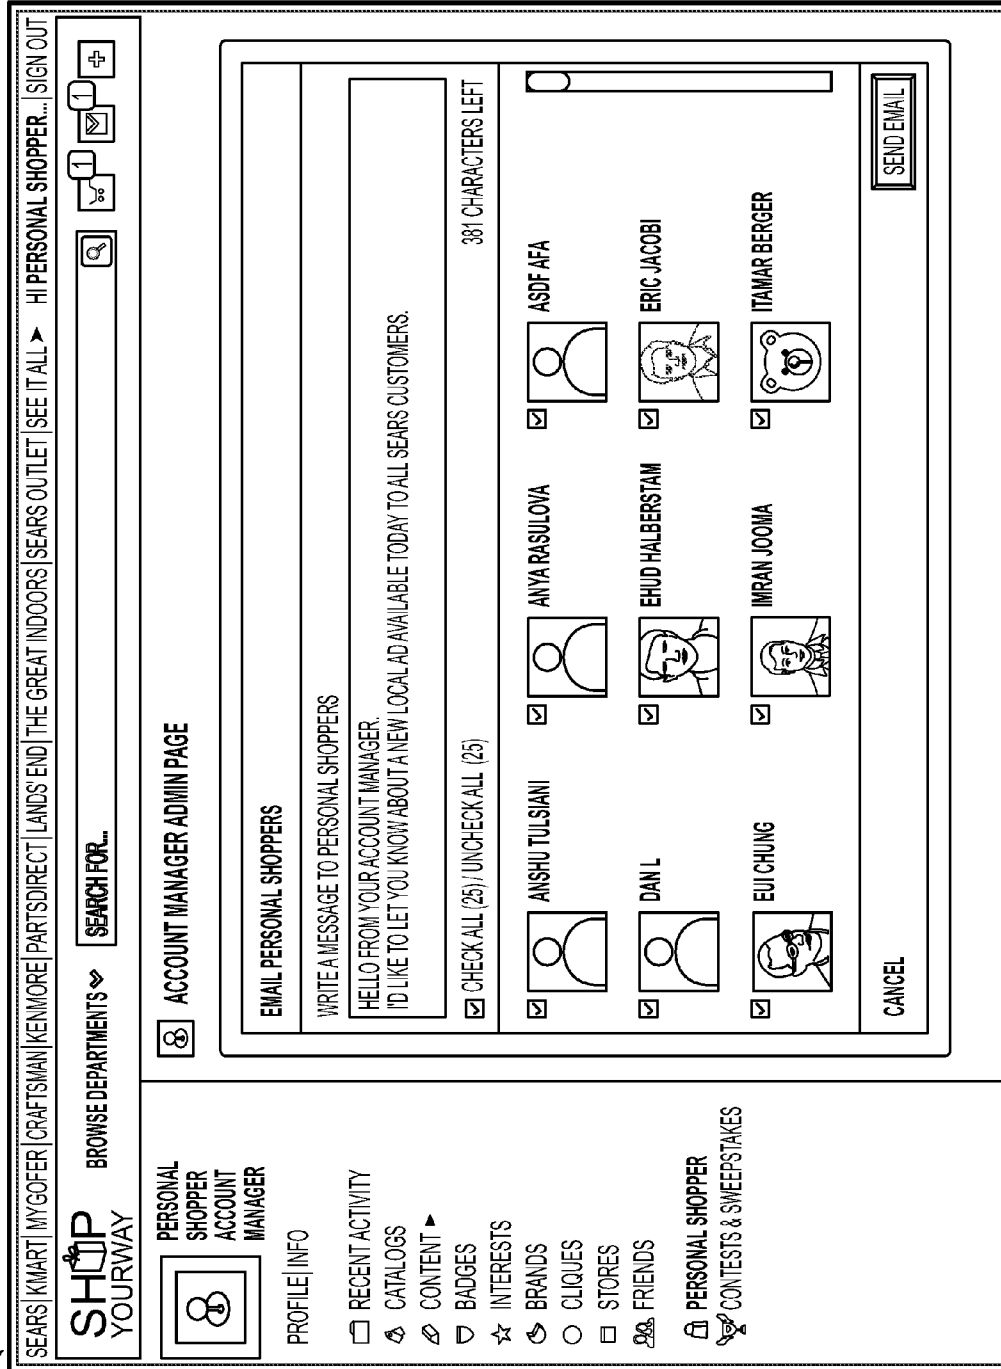 SEARS | KMART | MYGOFER | CRAFTSMAN | KENMORE | PARTSDIRECT | LANDS' END | THE GREAT INDOORS | SEARS OUTLET | SEE IT ALL ► HI PERSONAL SHOPPER... | SIGN OUT
SHOP
YOURWAY
BROWSE DEPARTMENTS
SEARCH FOR...
1
1
PERSONAL
SHOPPER
ACCOUNT
MANAGER
PROFILE | INFO
RECENT ACTIVITY
CATALOGS
CONTENT ►
BADGES
INTERESTS
BRANDS
CLIQUES
STORES
FRIENDS
PERSONAL SHOPPER
CONTESTS & SWEEPSTAKES
ACCOUNT MANAGER ADMIN PAGE
EMAIL PERSONAL SHOPPERS
WRITE A MESSAGE TO PERSONAL SHOPPERS
HELLO FROM YOUR ACCOUNT MANAGER.
I'D LIKE TO LET YOU KNOW ABOUT A NEW LOCAL AD AVAILABLE TODAY TO ALL SEARS CUSTOMERS.
CHECK ALL (25) / UNCHECK ALL (25) 381 CHARACTERS LEFT
ANSHU TULSIANI ANYA RASULOVA ASDF AFA
DAN L EHUD HALBERSTAM ERIC JACOBI
EUI CHUNG IMRAN JOOMA ITAMAR BERGER
CANCEL SEND EMAIL